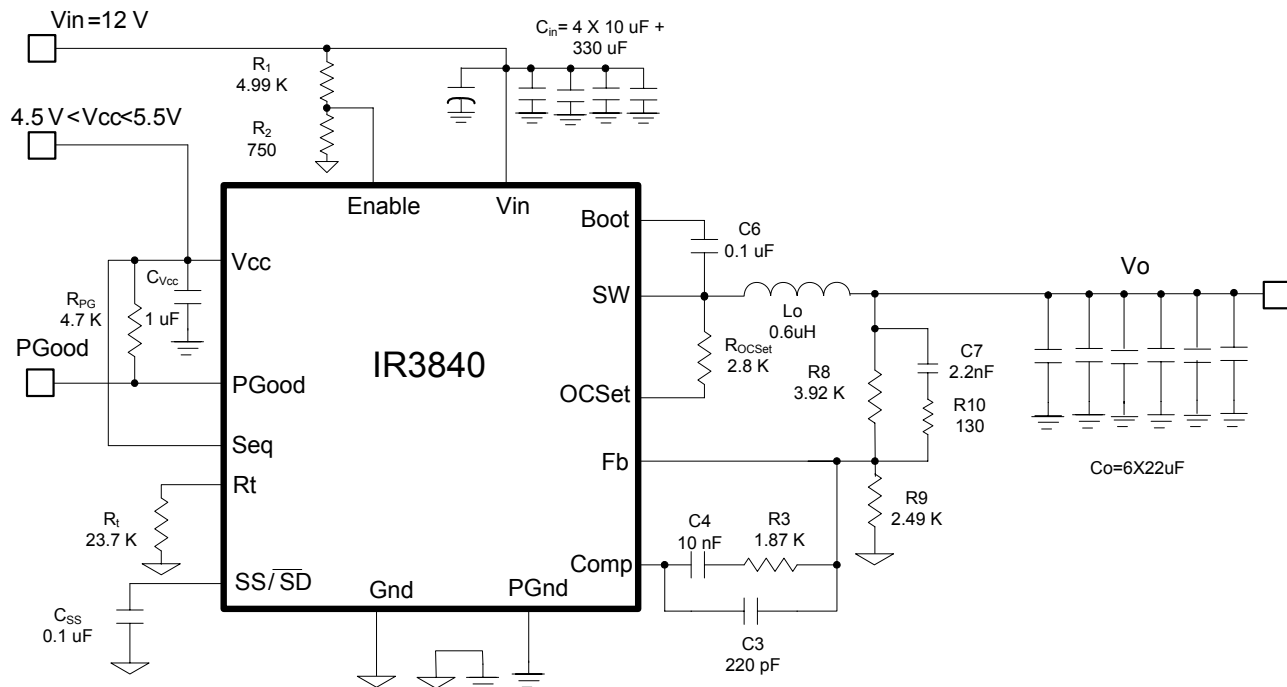 Vin=12 V
Cin= 4 X 10 uF +
330 uF
R1
4.99 K
4.5 V<Vcc<5.5V
R2
750
Enable
Vin
Boot
C6
0.1 uF
Vcc
CVcc
1 uF
RPG
4.7 K
SW
Lo
0.6uH
Vo
PGood
PGood
IR3840
ROCSet
2.8 K
OCSet
R8
3.92 K
C7
2.2nF
R10
130
Seq
Fb
Co=6X22uF
Rt
Rt
23.7 K
R9
2.49 K
C4
10 nF
R3
1.87 K
Comp
SS/SD
Gnd
PGnd
CSS
0.1 uF
C3
220 pF